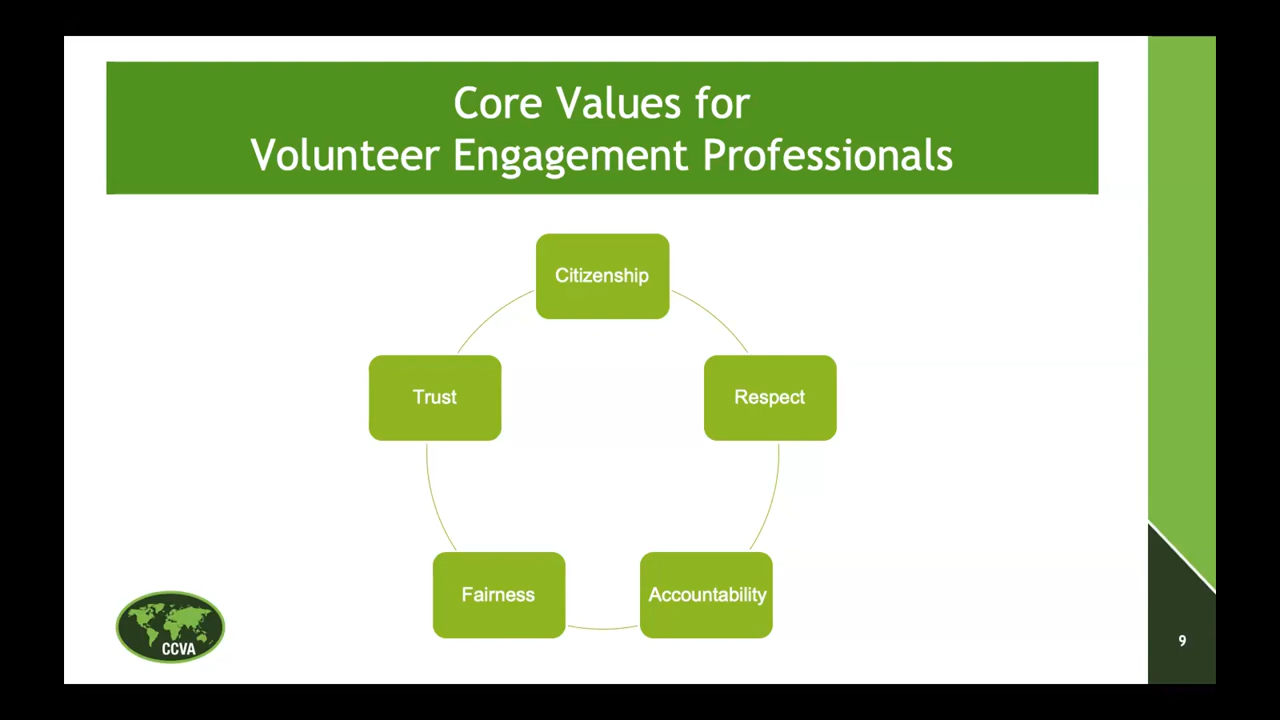 Core Values for
Volunteer Engagement Professionals
Citizenship
Trust
Respect
Fairness
Accountability
CCVA
9